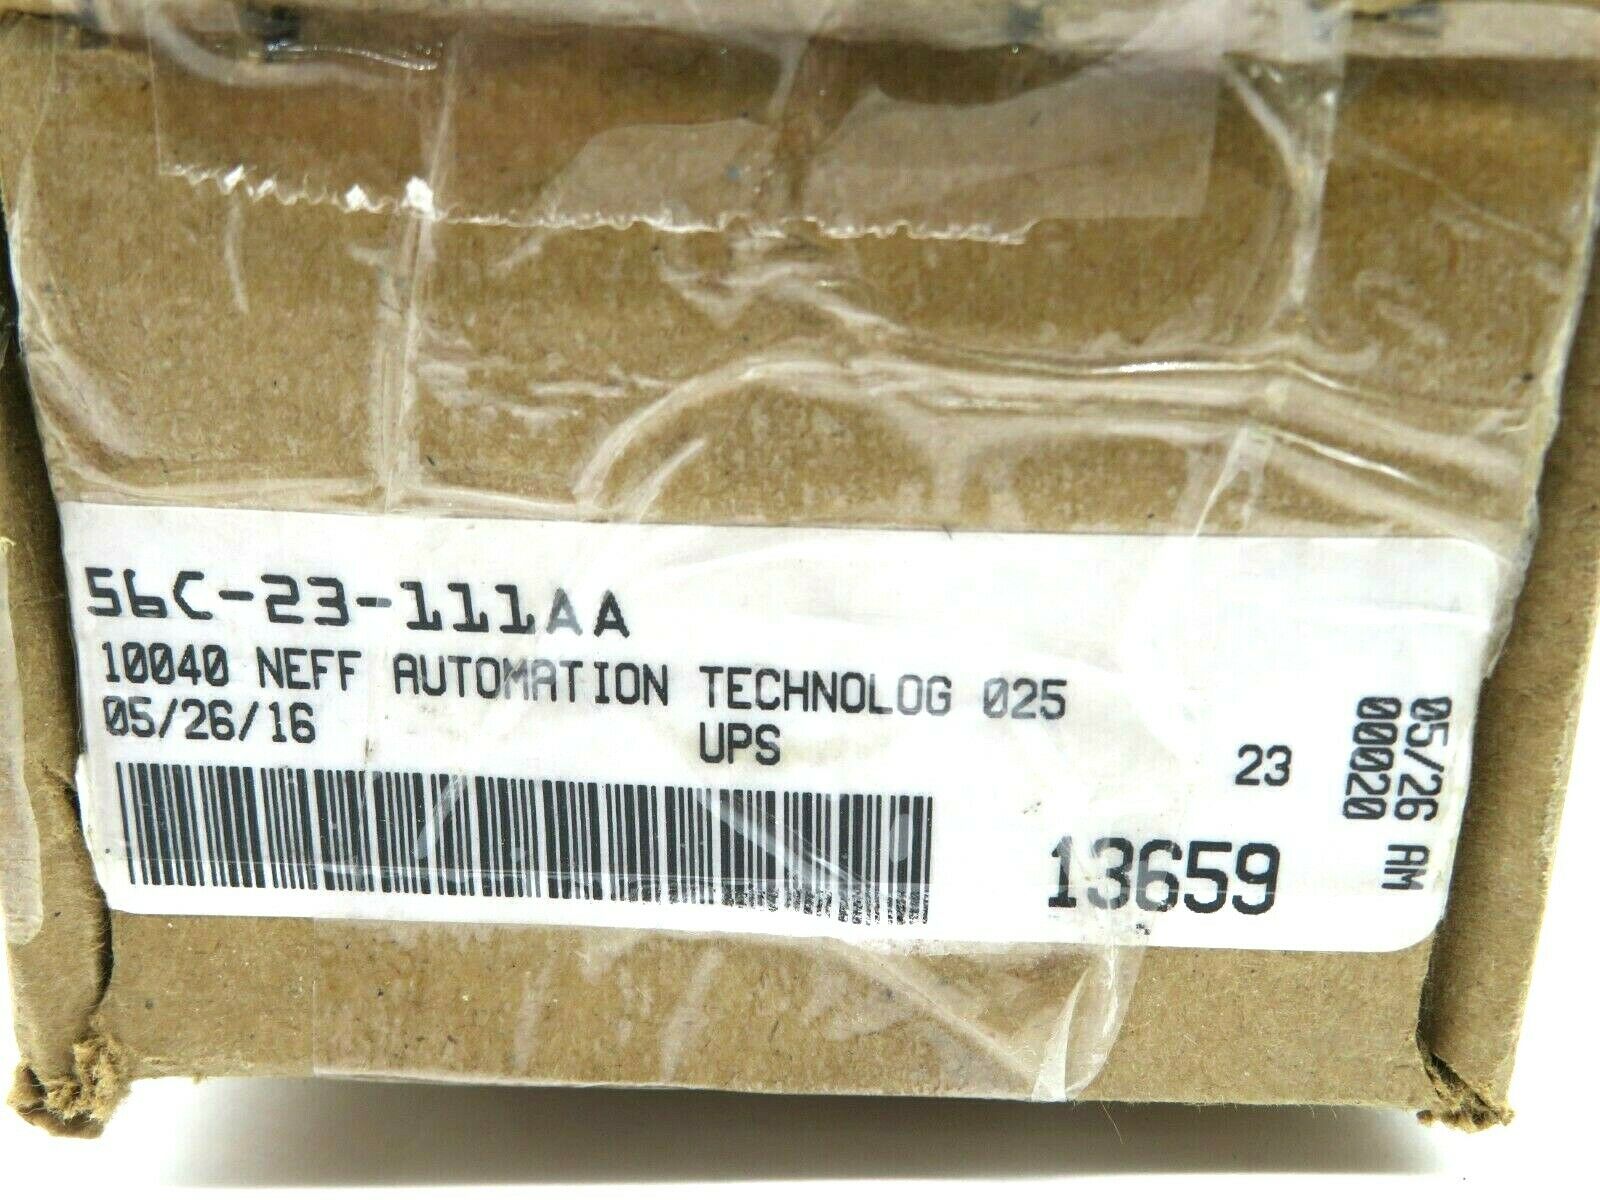 56C-23-111AA
10040 NEFF AUTOMATION TECHNOLOG 025
05/26/16 UPS
23
13659
05/26 AM
00020